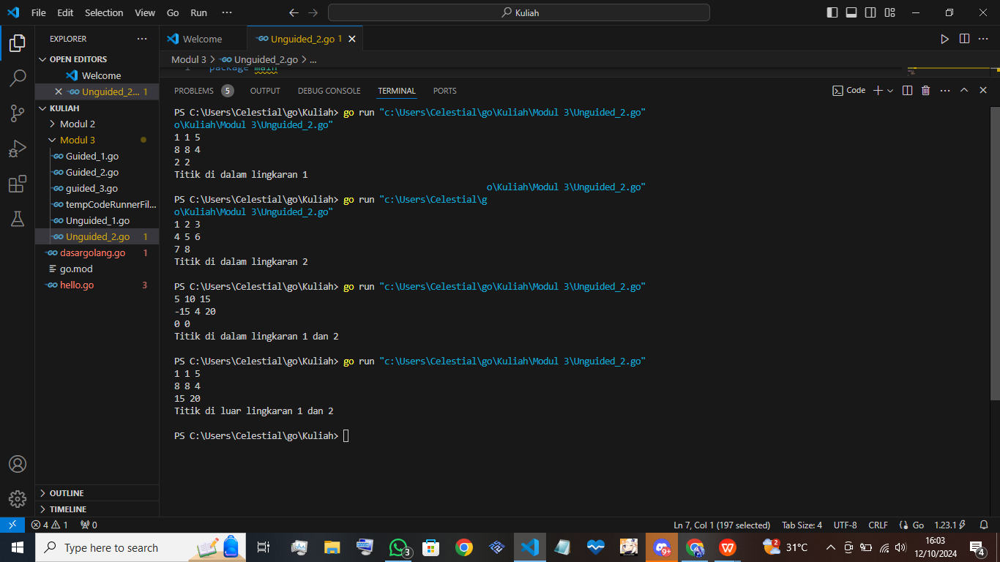 File Edit Selection View Go Run ··· ← → Kuliah
EXPLORER ···
OPEN EDITORS
Welcome
Unguided_2... 1
KULIAH
Modul 2
Modul 3
GO Guided_1.go
GO Guided_2.go
GO guided_3.go
GO tempCodeRunnerFil...
GO Unguided_1.go
GO Unguided_2.go 1
GO dasargolang.go 1
go.mod
GO hello.go 3
OUTLINE
TIMELINE
Welcome GO Unguided_2.go 1
Modul 3 > GO Unguided_2.go > ...
1 package main
PROBLEMS 5 OUTPUT DEBUG CONSOLE TERMINAL PORTS Code
PS C:\Users\Celestial\go\Kuliah> go run "c:\Users\Celestial\go\Kuliah\Modul 3\Unguided_2.go"
o\Kuliah\Modul 3\Unguided_2.go"
1 1 5
8 8 4
2 2
Titik di dalam lingkaran 1
o\Kuliah\Modul 3\Unguided_2.go"
PS C:\Users\Celestial\go\Kuliah> go run "c:\Users\Celestial\g
o\Kuliah\Modul 3\Unguided_2.go"
1 2 3
4 5 6
7 8
Titik di dalam lingkaran 2
PS C:\Users\Celestial\go\Kuliah> go run "c:\Users\Celestial\go\Kuliah\Modul 3\Unguided_2.go"
5 10 15
-15 4 20
0 0
Titik di dalam lingkaran 1 dan 2
PS C:\Users\Celestial\go\Kuliah> go run "c:\Users\Celestial\go\Kuliah\Modul 3\Unguided_2.go"
1 1 5
8 8 4
15 20
Titik di luar lingkaran 1 dan 2
PS C:\Users\Celestial\go\Kuliah>
4 1 0 Ln 7, Col 1 (197 selected) Tab Size: 4 UTF-8 CRLF Go 1.23.1
Type here to search 3 9+ 2 31°C 16:03
12/10/2024 4